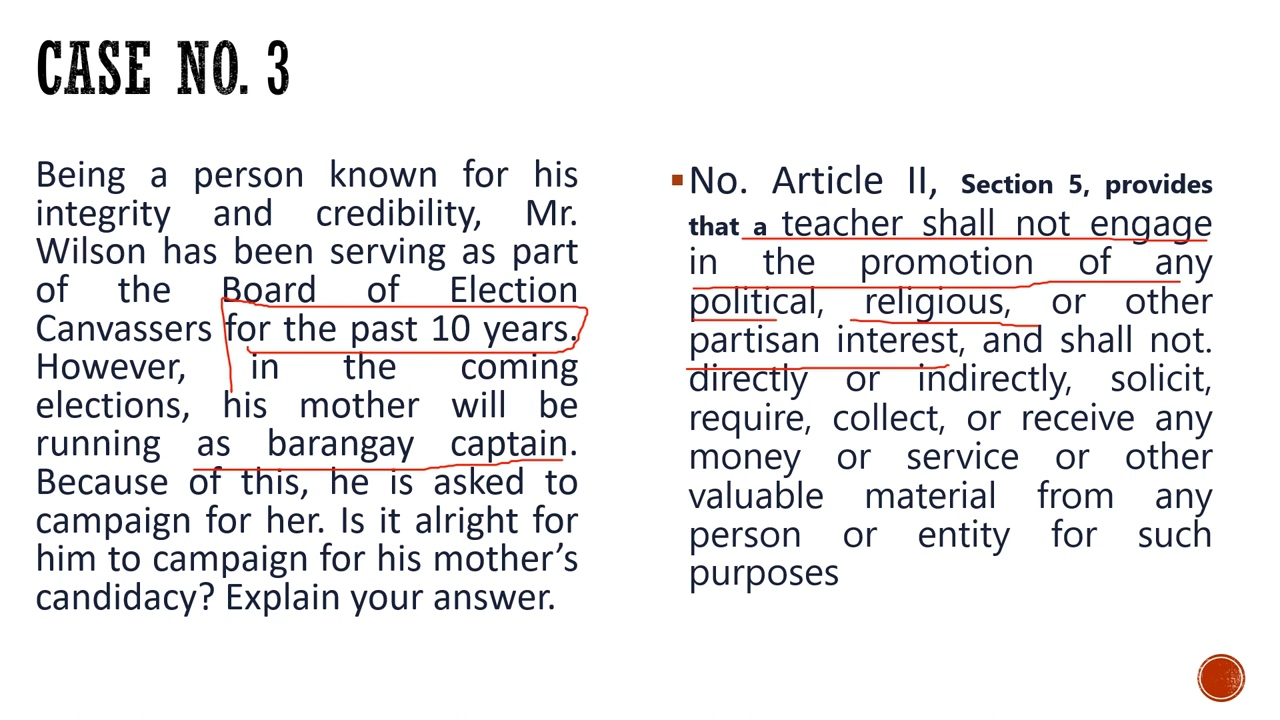 CASE NO. 3
Being a person known for his
integrity and credibility, Mr.
Wilson has been serving as part
of the Board of Election
Canvassers for the past 10 years.
However, in the coming
elections, his mother will be
running as barangay captain.
Because of this, he is asked to
campaign for her. Is it alright for
him to campaign for his mother’s
candidacy? Explain your answer.
No. Article II, Section 5, provides
that a teacher shall not engage
in the promotion of any
political, religious, or other
partisan interest, and shall not.
directly or indirectly, solicit,
require, collect, or receive any
money or service or other
valuable material from any
person or entity for such
purposes